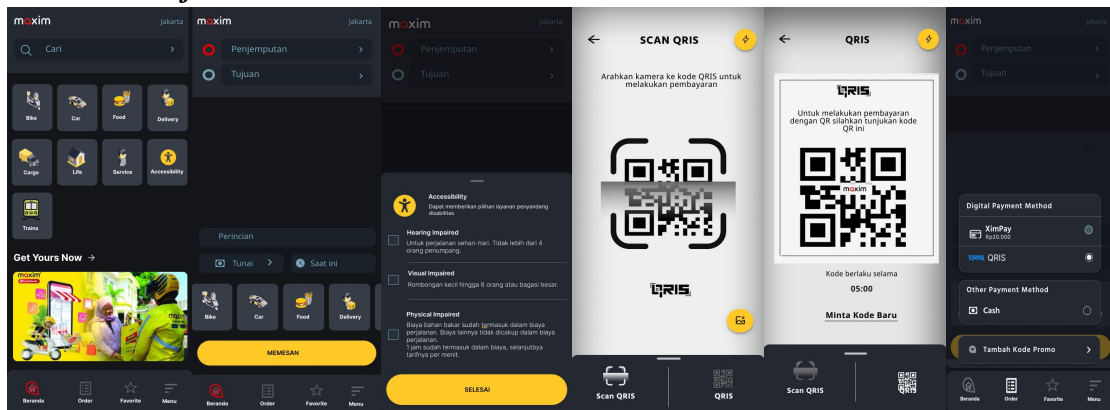 maxim
Jakarta
Cari
Bike
Car
Food
Delivery
Cargo
Life
Service
Accessibility
Trains
Get Yours Now →
maxim
Beranda
Order
Favorite
Menu
maxim
Jakarta
Penjemputan
Tujuan
Perincian
Tunai
Saat ini
Bike
Car
Food
Delivery
MEMESAN
Beranda
Order
Favorite
Menu
maxim
Jakarta
Penjemputan
Tujuan
Accessibility
Dapat memberikan pilihan layanan penyandang
disabilitas
Hearing Impaired
Untuk perjalanan sehari-hari. Tidak lebih dari 4
orang penumpang.
Visual Impaired
Rombongan kecil hingga 6 orang atau bagasi besar.
Physical Impaired
Biaya bahan bakar sudah termasuk dalam biaya
perjalanan. Biaya lainnya tidak dicakup dalam biaya
perjalanan.
1 jam sudah termasuk dalam biaya, selanjutbya
tarifnya per menit.
SELESAI
SCAN QRIS
Arahkan kamera ke kode QRIS untuk
melakukan pembayaran
QRIS
Scan QRIS
QRIS
QRIS
QRIS
Untuk melakukan pembayaran
dengan QR silahkan tunjukan kode
QR ini
maxim
Kode berlaku selama
05:00
Minta Kode Baru
Scan QRIS
QRIS
maxim
Jakarta
Penjemputan
Tujuan
Digital Payment Method
XimPay
Rp20.000
QRIS QRIS
Other Payment Method
Cash
Tambah Kode Promo
Beranda
Order
Favorite
Menu